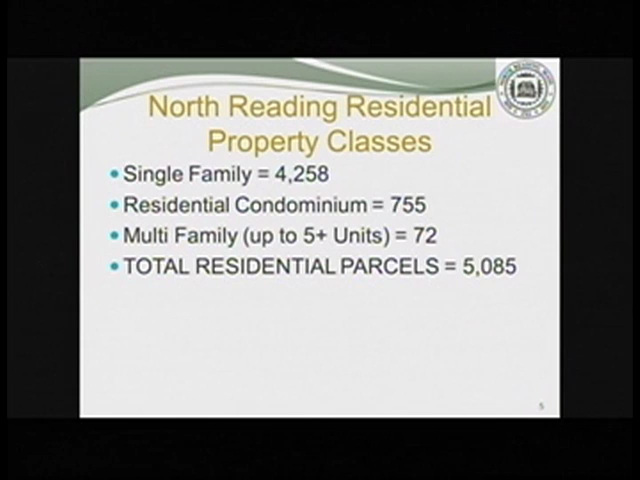 North Reading Residential
Property Classes
• Single Family = 4,258
• Residential Condominium = 755
• Multi Family (up to 5+ Units) = 72
• TOTAL RESIDENTIAL PARCELS = 5,085
5